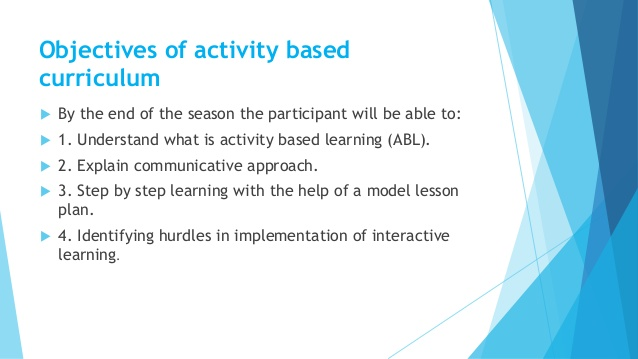 Objectives of activity based
curriculum
By the end of the season the participant will be able to:
1. Understand what is activity based learning (ABL).
2. Explain communicative approach.
3. Step by step learning with the help of a model lesson
plan.
4. Identifying hurdles in implementation of interactive
learning.